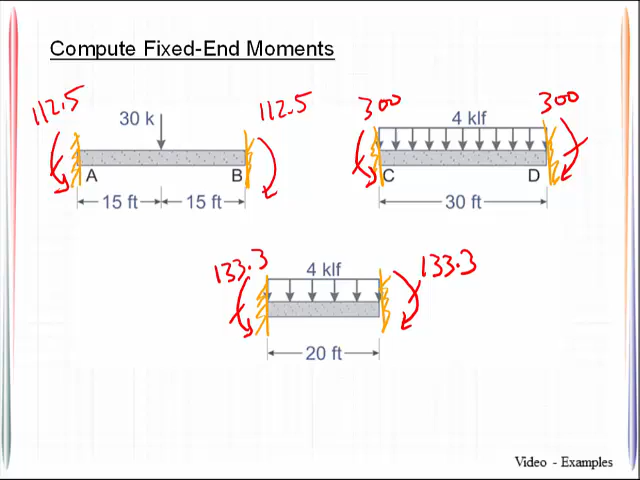 Compute Fixed-End Moments
112.5
30 k
112.5
A
B
15 ft
15 ft
300
4 klf
300
C
D
30 ft
133.3
4 klf
133.3
20 ft
Video - Examples